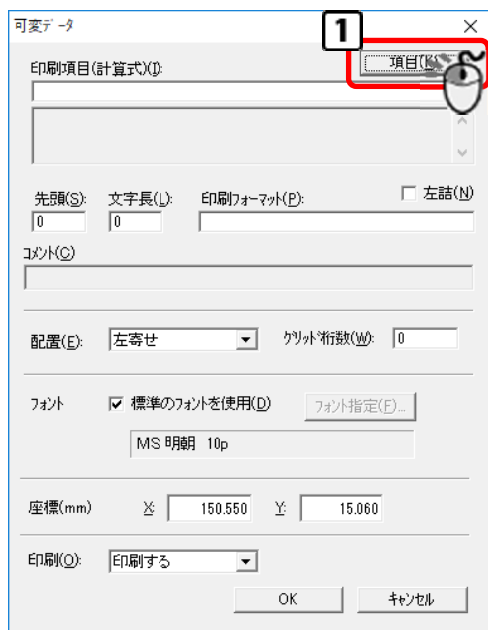 可変ﾃﾞｰﾀ
1
印刷項目(計算式)(I):
項目(
先頭(S):
文字長(L):
印刷ﾌｫｰﾏｯﾄ(P):
左詰(N)
0
0
ｺﾒﾝﾄ(C)
配置(E):
左寄せ
ｸﾞﾘｯﾄﾞ桁数(W):
0
ﾌｫﾝﾄ
標準のﾌｫﾝﾄを使用(D)
ﾌｫﾝﾄ指定(F)...
MS 明朝 10p
座標(mm)
X:
150.550
Y:
15.060
印刷(O):
印刷する
OK
ｷｬﾝｾﾙ